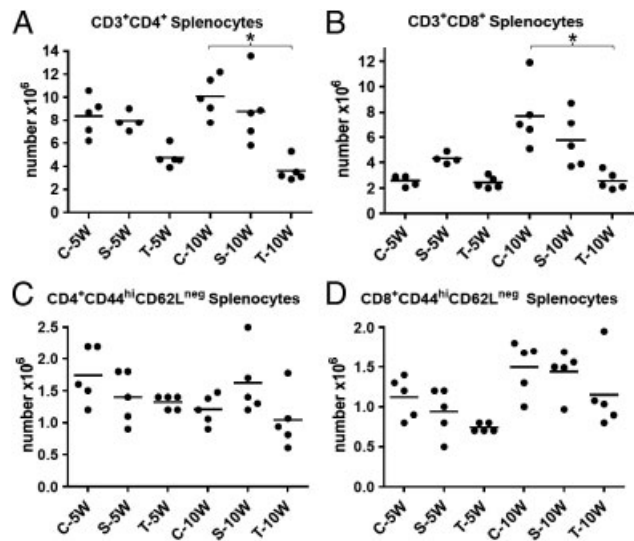 A
CD3⁺CD4⁺ Splenocytes
*
number x10⁶
14
12
10
8
6
4
2
0
C-5W
S-5W
T-5W
C-10W
S-10W
T-10W
B
CD3⁺CD8⁺ Splenocytes
*
number x10⁶
12
10
8
6
4
2
0
C-5W
S-5W
T-5W
C-10W
S-10W
T-10W
C
CD4⁺CD44ʰⁱCD62Lⁿᵉᵍ Splenocytes
number x10⁶
2.5
2.0
1.5
1.0
0.5
0.0
C-5W
S-5W
T-5W
C-10W
S-10W
T-10W
D
CD8⁺CD44ʰⁱCD62Lⁿᵉᵍ Splenocytes
number x10⁶
2.0
1.5
1.0
0.5
0.0
C-5W
S-5W
T-5W
C-10W
S-10W
T-10W